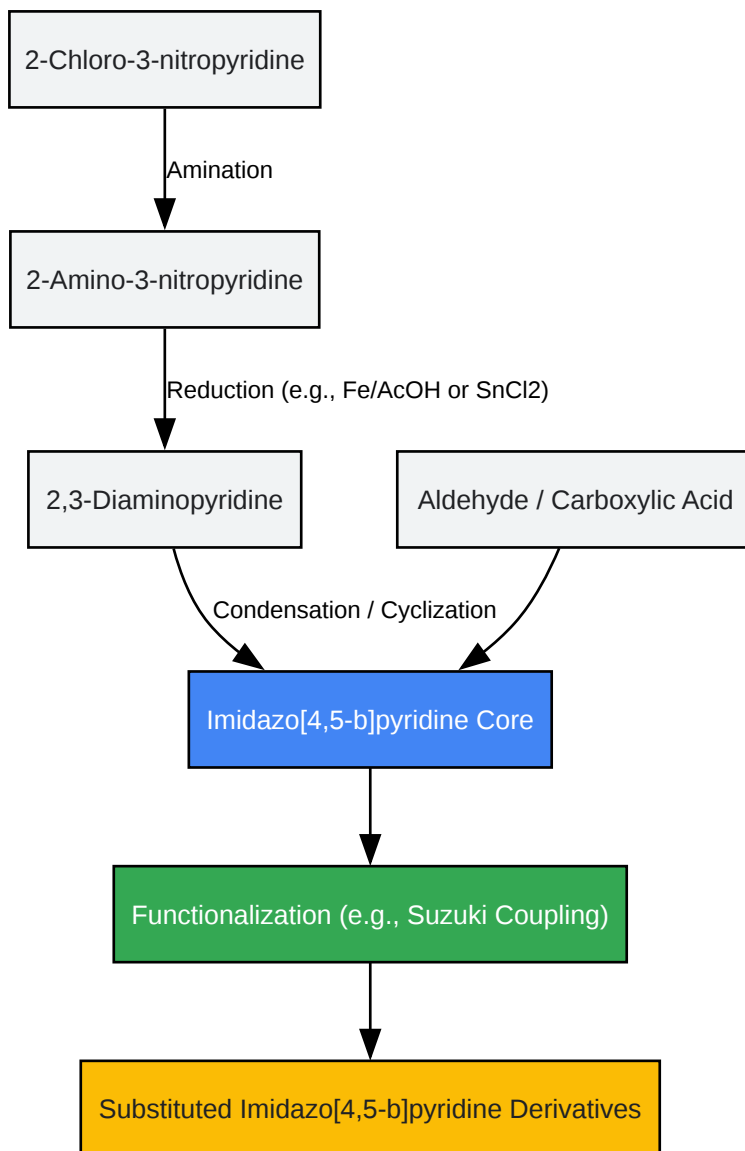 2-Chloro-3-nitropyridine
Amination
2-Amino-3-nitropyridine
Reduction (e.g., Fe/AcOH or SnCl2)
2,3-Diaminopyridine
Aldehyde / Carboxylic Acid
Condensation / Cyclization
Imidazo[4,5-b]pyridine Core
Functionalization (e.g., Suzuki Coupling)
Substituted Imidazo[4,5-b]pyridine Derivatives